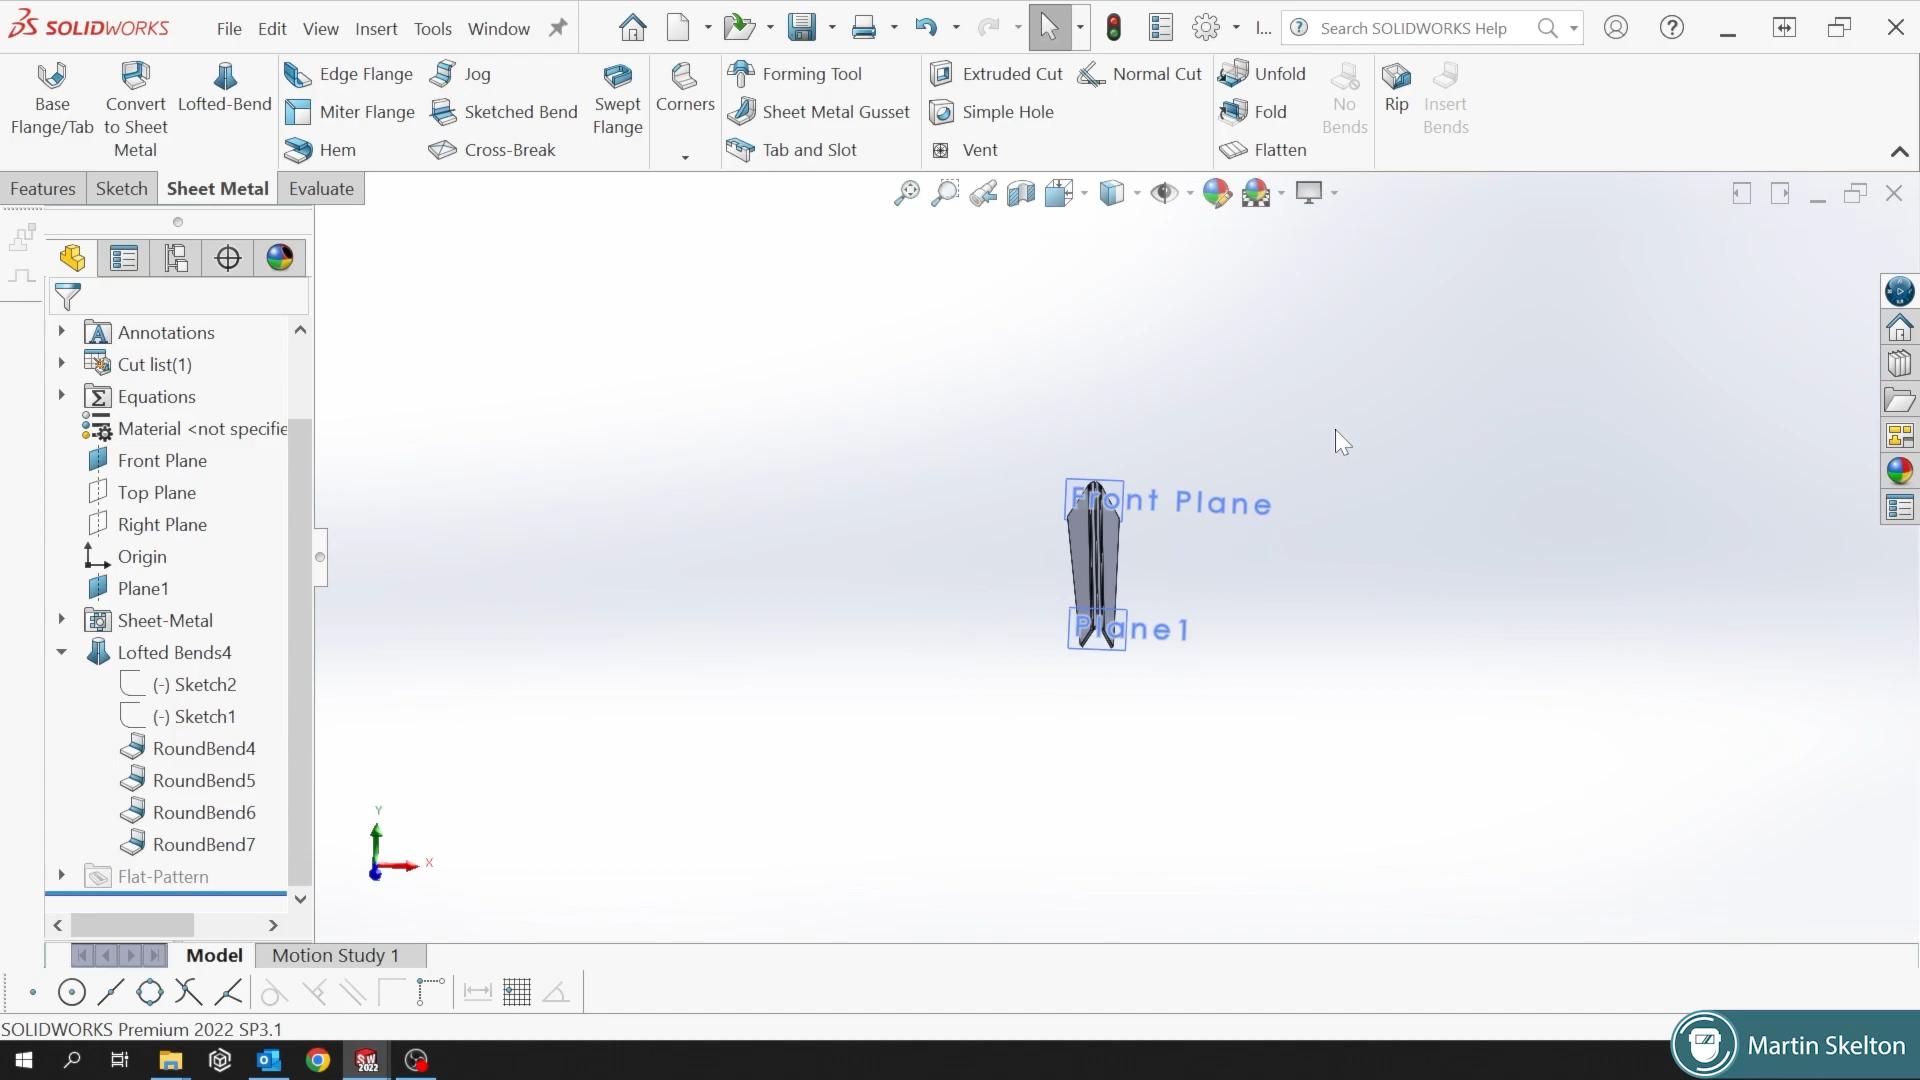 SOLIDWORKS File Edit View Insert Tools Window I... Search SOLIDWORKS Help
Base Flange/Tab
Convert to Sheet Metal
Lofted-Bend
Edge Flange
Miter Flange
Hem
Jog
Sketched Bend
Cross-Break
Swept Flange
Corners
Forming Tool
Sheet Metal Gusset
Tab and Slot
Extruded Cut
Simple Hole
Vent
Normal Cut
Unfold
Fold
Flatten
No Bends
Rip
Insert Bends
Features Sketch Sheet Metal Evaluate
Annotations
Cut list(1)
Equations
Material <not specifie
Front Plane
Top Plane
Right Plane
Origin
Plane1
Sheet-Metal
Lofted Bends4
(-) Sketch2
(-) Sketch1
RoundBend4
RoundBend5
RoundBend6
RoundBend7
Flat-Pattern
Front Plane
Plane1
Y
X
Model Motion Study 1
SOLIDWORKS Premium 2022 SP3.1
SW 2022
Martin Skelton